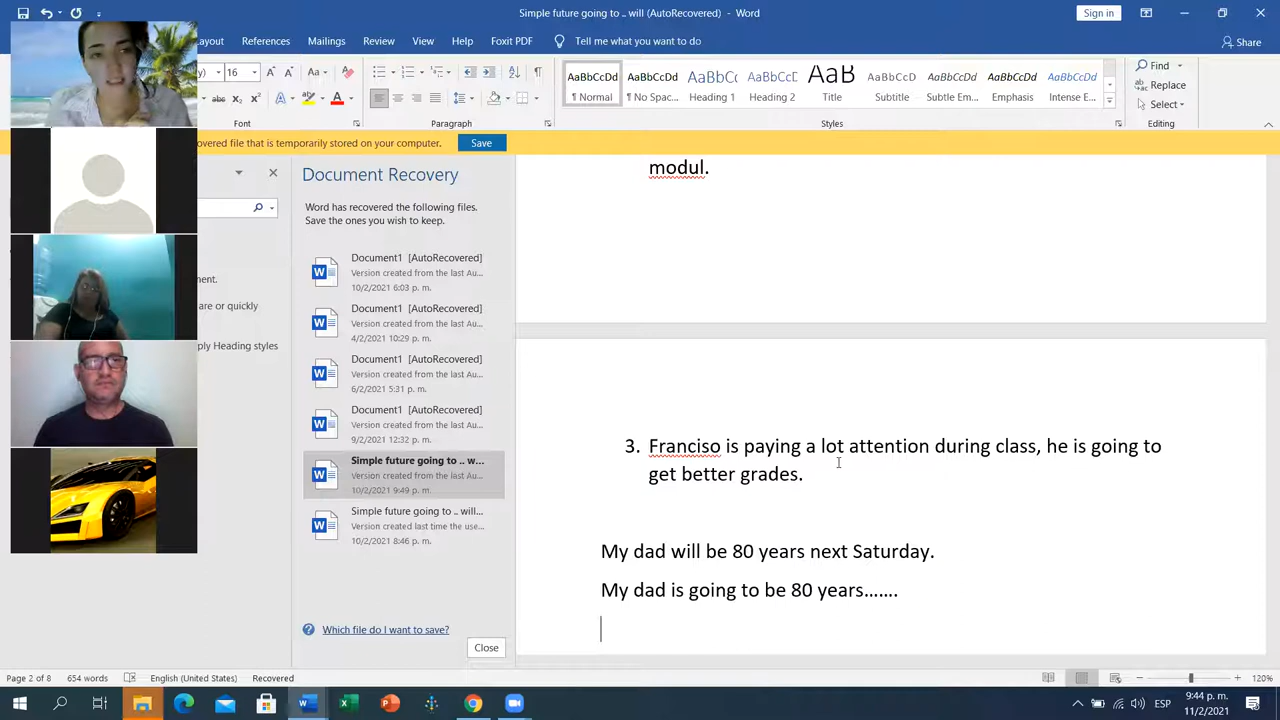 Simple future going to .. will (AutoRecovered) - Word
Sign in
ayout References Mailings Review View Help Foxit PDF Tell me what you want to do
Share
16
AaBbCcDd AaBbCcDd AaBbCc AaBbCcD AaB AaBbCcDd AaBbCcDd AaBbCcDd AaBbCcDd
¶ Normal ¶ No Spac... Heading 1 Heading 2 Title Subtitle Subtle Em... Emphasis Intense E...
Find
Replace
Select
Font Paragraph Styles Editing
overed file that is temporarily stored on your computer. Save
Document Recovery
Word has recovered the following files.
Save the ones you wish to keep.
Document1 [AutoRecovered]
Version created from the last Au...
10/2/2021 6:03 p. m.
Document1 [AutoRecovered]
Version created from the last Au...
4/2/2021 10:29 p. m.
Document1 [AutoRecovered]
Version created from the last Au...
6/2/2021 5:31 p. m.
Document1 [AutoRecovered]
Version created from the last Au...
9/2/2021 12:32 p. m.
Simple future going to .. w...
Version created from the last Au...
10/2/2021 9:49 p. m.
Simple future going to .. will...
Version created last time the use...
10/2/2021 8:46 p. m.
Which file do I want to save?
Close
ment.
are or quickly
ply Heading styles
modul.
3. Franciso is paying a lot attention during class, he is going to
get better grades.
My dad will be 80 years next Saturday.
My dad is going to be 80 years…….
Page 2 of 8 654 words English (United States) Recovered
120%
ESP
9:44 p. m.
11/2/2021